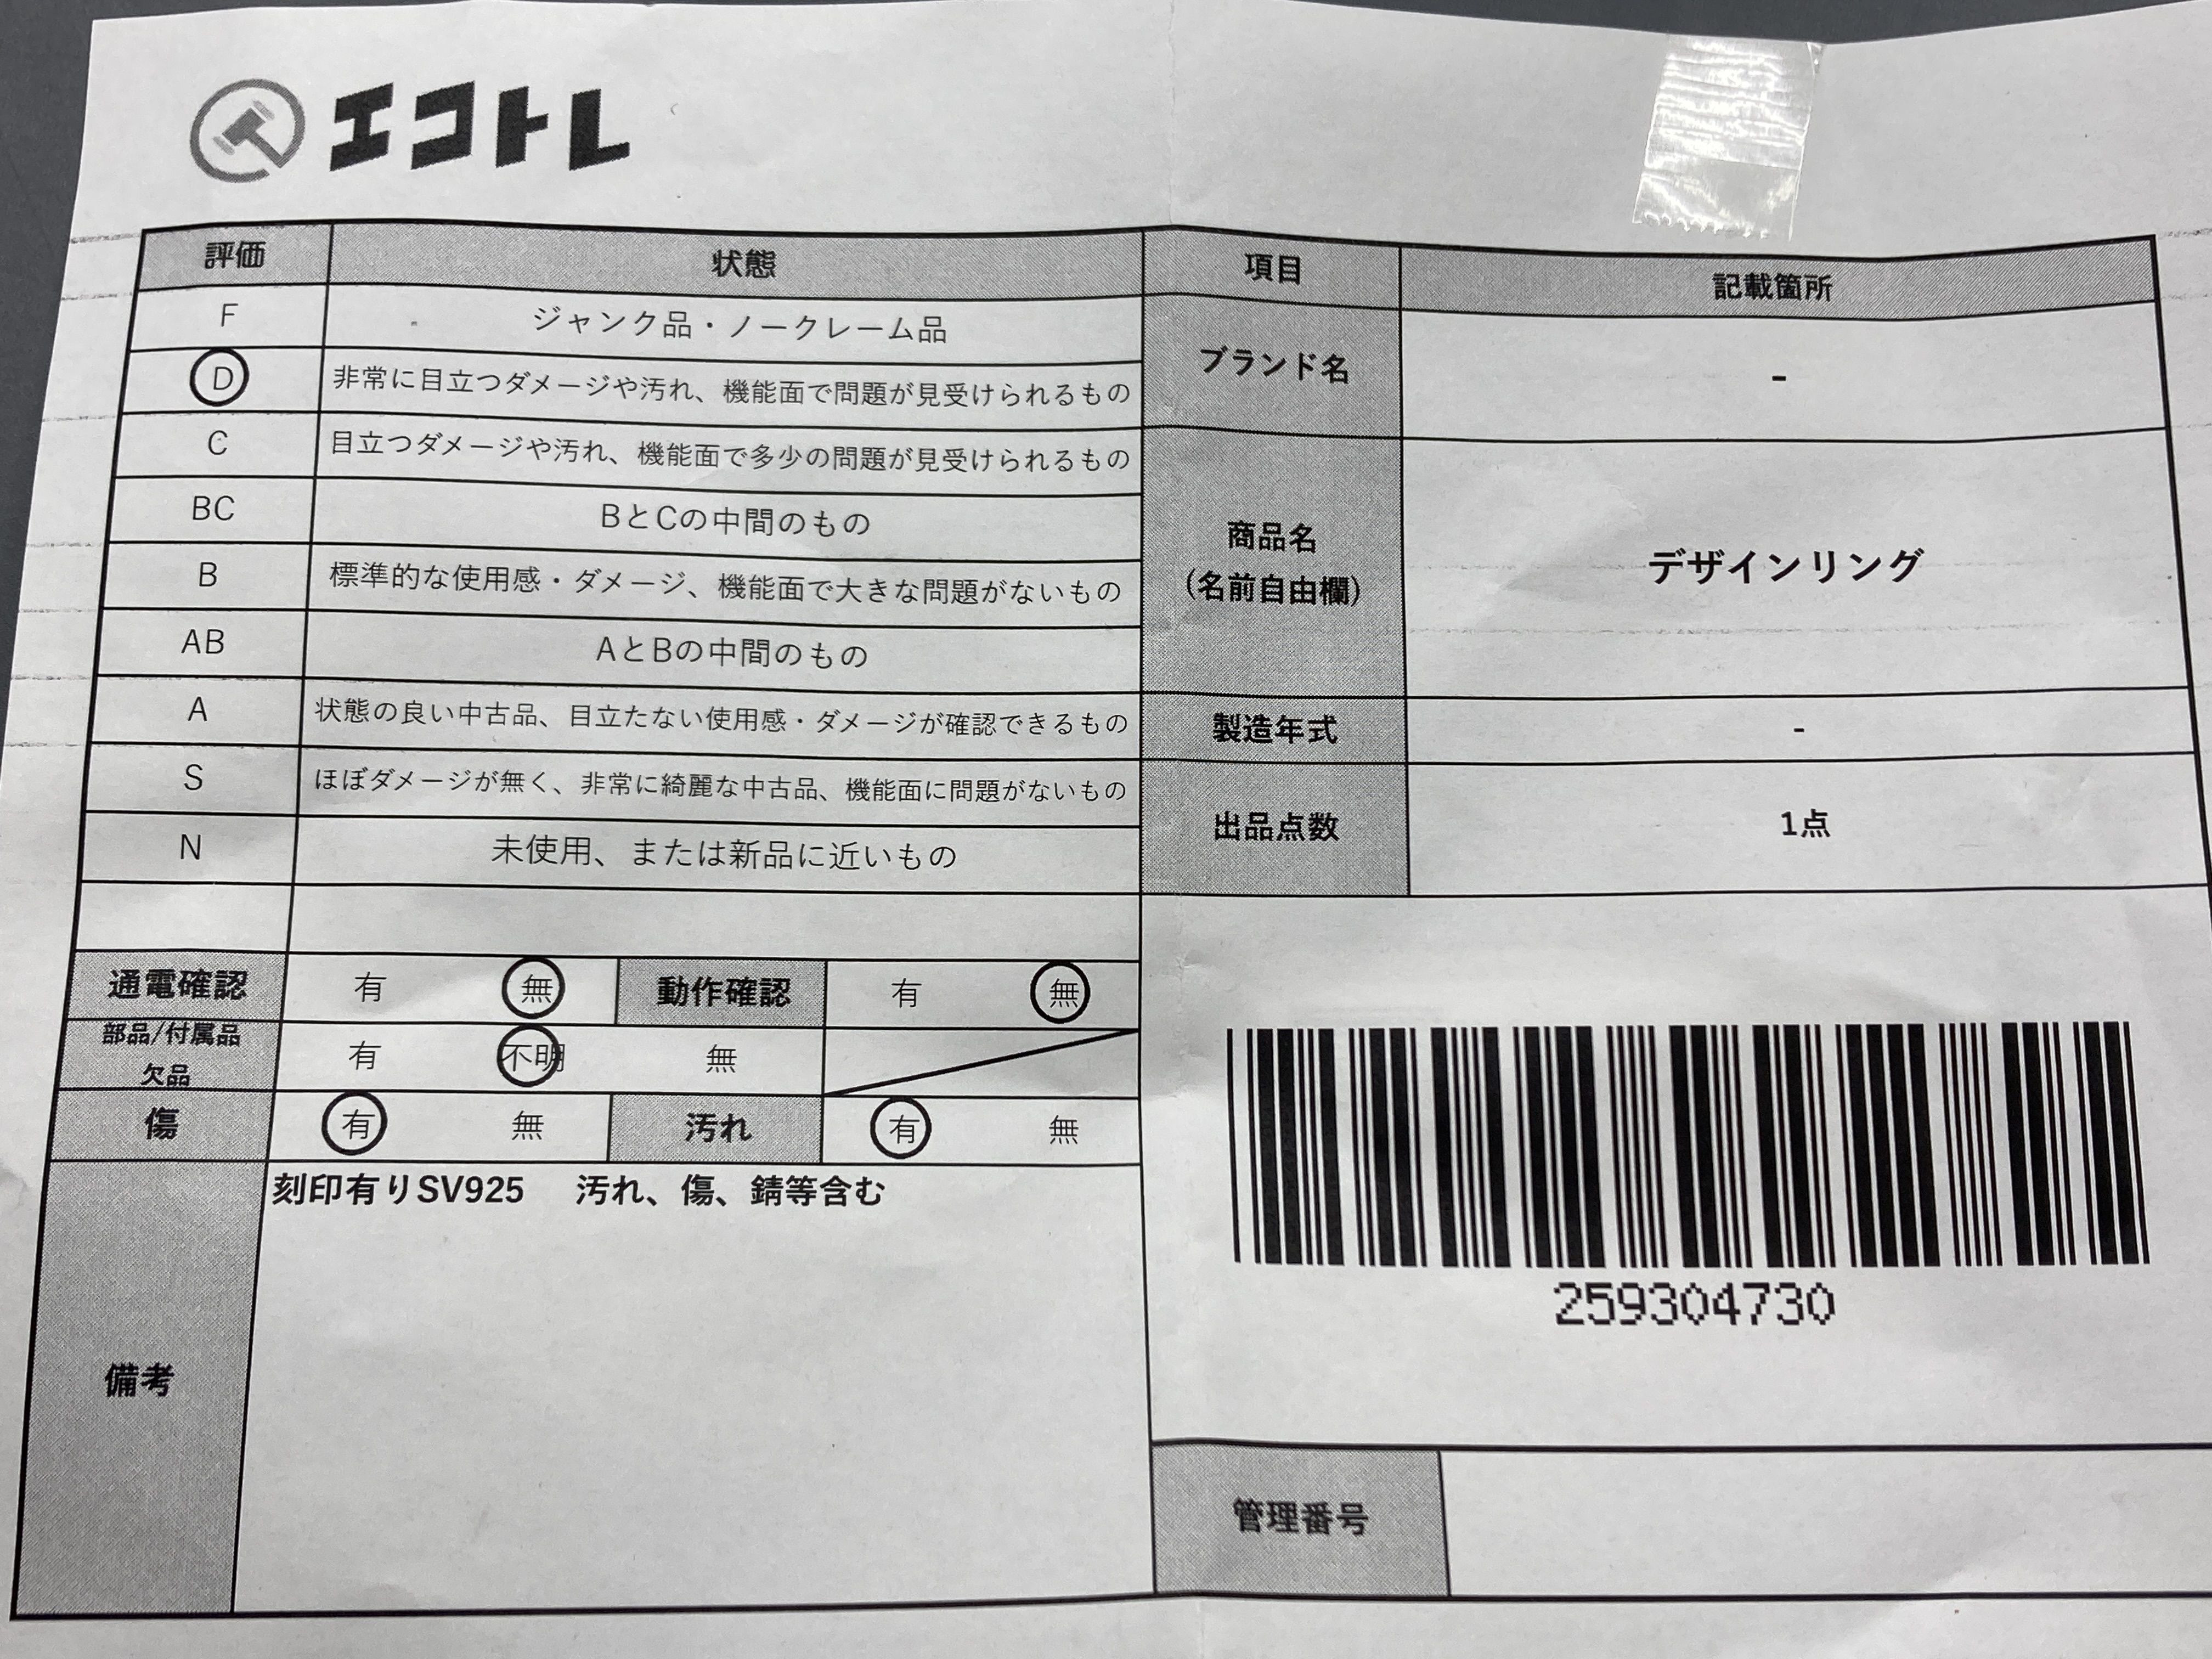 エコトレ
評価 状態
F ジャンク品・ノークレーム品
D 非常に目立つダメージや汚れ、機能面で問題が見受けられるもの
C 目立つダメージや汚れ、機能面で多少の問題が見受けられるもの
BC BとCの中間のもの
B 標準的な使用感・ダメージ、機能面で大きな問題がないもの
AB AとBの中間のもの
A 状態の良い中古品、目立たない使用感・ダメージが確認できるもの
S ほぼダメージが無く、非常に綺麗な中古品、機能面に問題がないもの
N 未使用、または新品に近いもの
通電確認 有 無 動作確認 有 無
部品/付属品
欠品 有 不明 無
傷 有 無 汚れ 有 無
備考 刻印有りSV925 汚れ、傷、錆等含む
項目 記載箇所
ブランド名 -
商品名
(名前自由欄) デザインリング
製造年式 -
出品点数 1点
259304730
管理番号